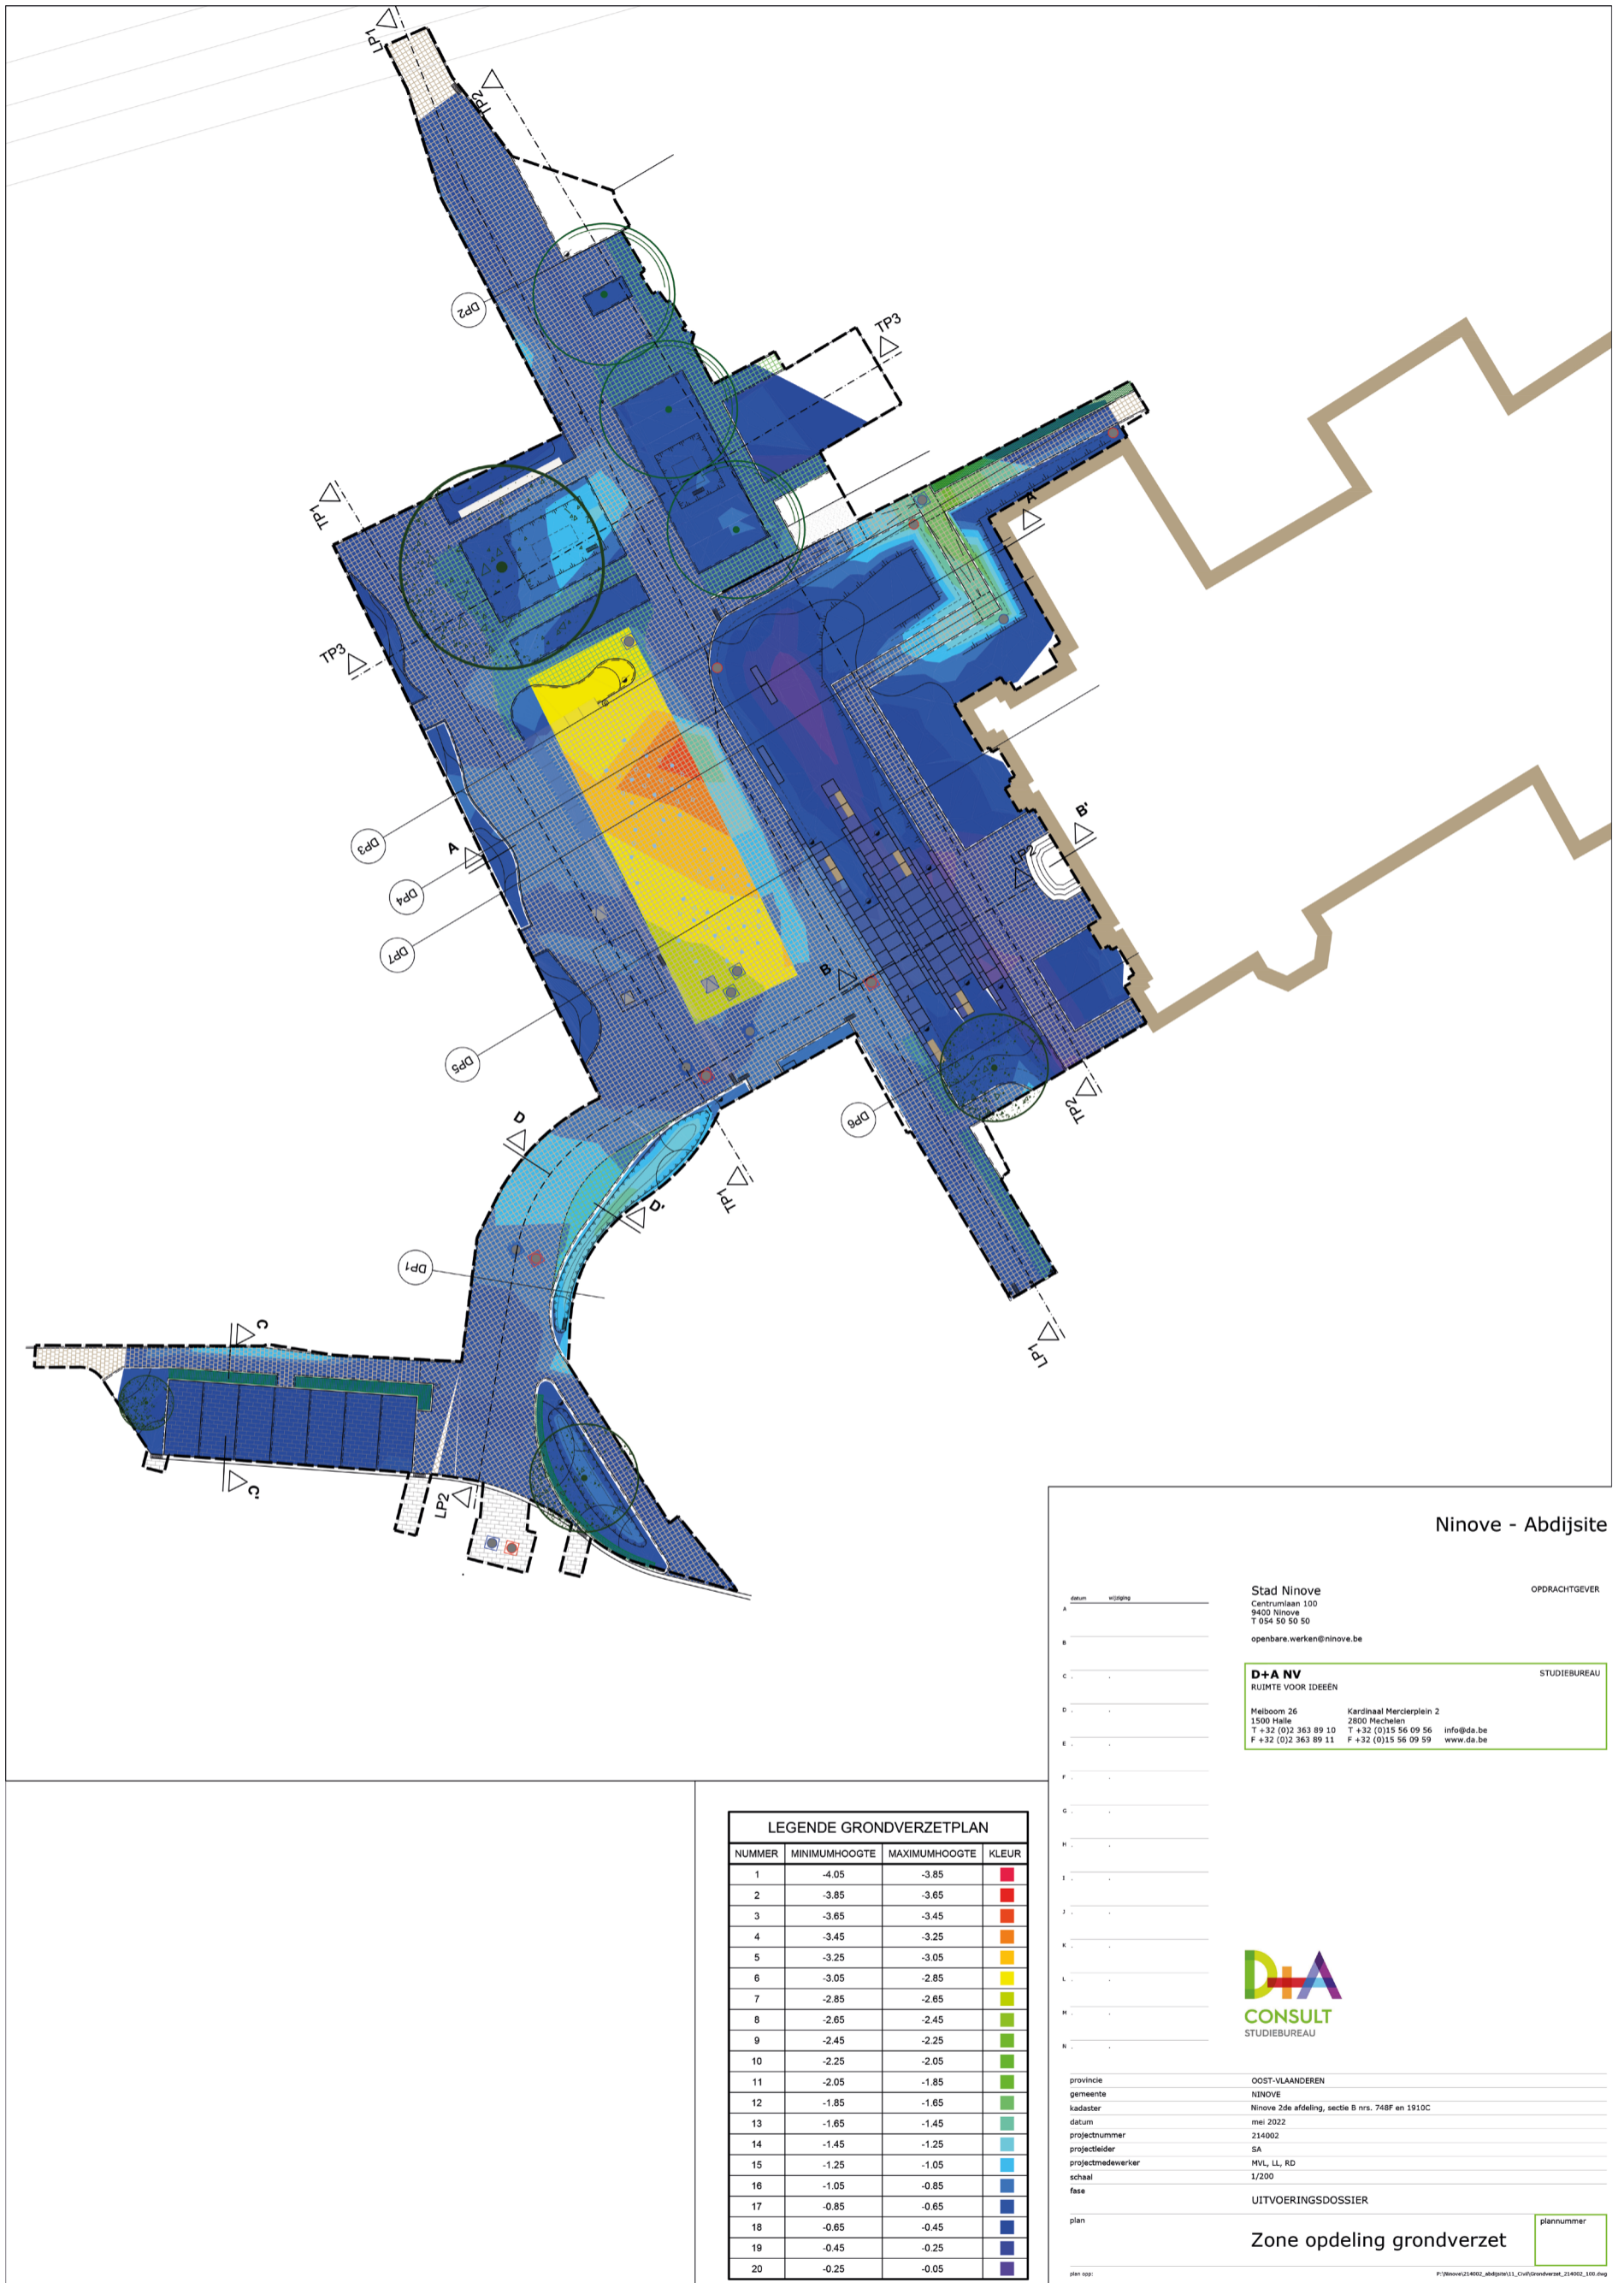 LP1
TP2
DP2
TP3
TP1
A'
TP3
DP3
A
B'
LP2
DP4
DP7
B
DP5
DP6
TP2
D
D'
TP1
DP1
LP1
C
C'
LP2
Ninove - Abdijsite
datum wijziging
A
B
C . .
D . .
E . .
F . .
G . .
H . .
I . .
J . .
K . .
L . .
M . .
N . .
Stad Ninove OPDRACHTGEVER
Centrumlaan 100
9400 Ninove
T 054 50 50 50
openbare.werken@ninove.be
D+A NV STUDIEBUREAU
RUIMTE VOOR IDEEËN
Meiboom 26 Kardinaal Mercierplein 2
1500 Halle 2800 Mechelen
T +32 (0)2 363 89 10 T +32 (0)15 56 09 56 info@da.be
F +32 (0)2 363 89 11 F +32 (0)15 56 09 59 www.da.be
D+A
CONSULT
STUDIEBUREAU
LEGENDE GRONDVERZETPLAN
NUMMER MINIMUMHOOGTE MAXIMUMHOOGTE KLEUR
1 -4.05 -3.85
2 -3.85 -3.65
3 -3.65 -3.45
4 -3.45 -3.25
5 -3.25 -3.05
6 -3.05 -2.85
7 -2.85 -2.65
8 -2.65 -2.45
9 -2.45 -2.25
10 -2.25 -2.05
11 -2.05 -1.85
12 -1.85 -1.65
13 -1.65 -1.45
14 -1.45 -1.25
15 -1.25 -1.05
16 -1.05 -0.85
17 -0.85 -0.65
18 -0.65 -0.45
19 -0.45 -0.25
20 -0.25 -0.05
provincie OOST-VLAANDEREN
gemeente NINOVE
kadaster Ninove 2de afdeling, sectie B nrs. 748F en 1910C
datum mei 2022
projectnummer 214002
projectleider SA
projectmedewerker MVL, LL, RD
schaal 1/200
fase
UITVOERINGSDOSSIER
plan plannummer
Zone opdeling grondverzet
plan opp: P:\Ninove\214002_abdijsite\11_Civil\Grondverzet_214002_100.dwg